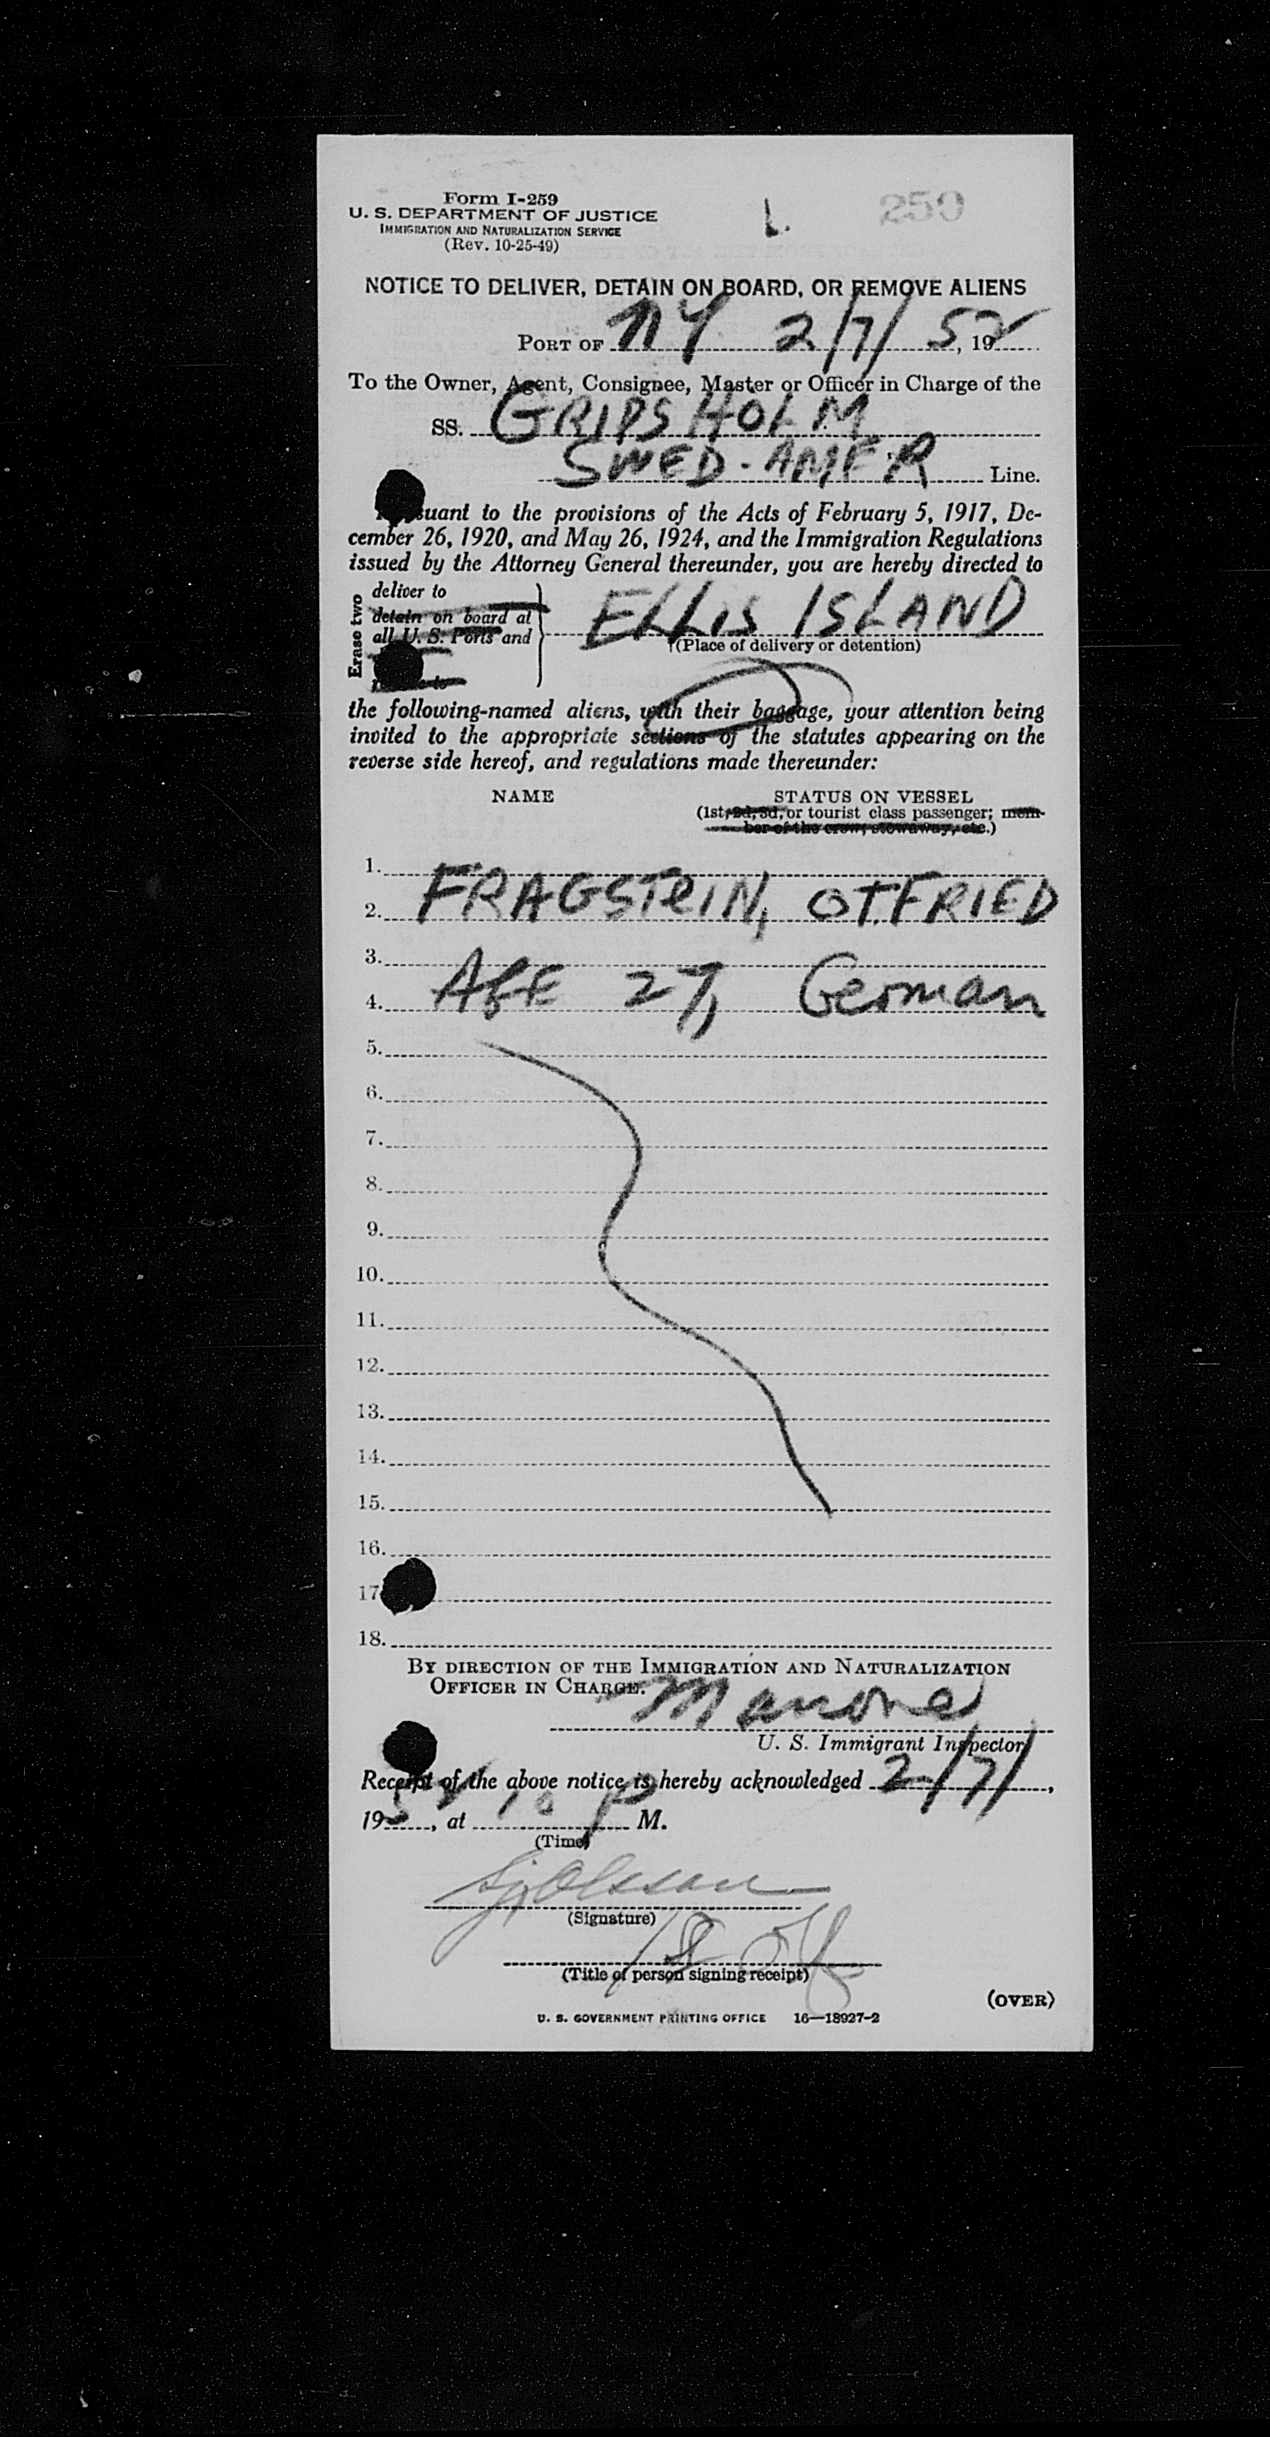 Form I-259
U. S. DEPARTMENT OF JUSTICE
IMMIGRATION AND NATURALIZATION SERVICE
(Rev. 10-25-49)
L.
259
NOTICE TO DELIVER, DETAIN ON BOARD, OR REMOVE ALIENS
PORT OF NY 2/7/52, 19
To the Owner, Agent, Consignee, Master or Officer in Charge of the
SS. GRIPSHOLM
SWED-AMER Line.
suant to the provisions of the Acts of February 5, 1917, De-
cember 26, 1920, and May 26, 1924, and the Immigration Regulations
issued by the Attorney General thereunder, you are hereby directed to
Erase two
deliver to
detain on board at
all U. S. Ports and
ELLIS ISLAND
(Place of delivery or detention)
the following-named aliens, with their baggage, your attention being
invited to the appropriate sections of the statutes appearing on the
reverse side hereof, and regulations made thereunder:
NAME STATUS ON VESSEL
(1st, 2d, 3d, or tourist class passenger; mem-
ber of the crew, stowaway, etc.)
1.
2. FRAGSTEIN, OTFRIED
3.
4. AGE 27, German
5.
6.
7.
8.
9.
10.
11.
12.
13.
14.
15.
16.
17
18.
BY DIRECTION OF THE IMMIGRATION AND NATURALIZATION
OFFICER IN CHARGE.
U. S. Immigrant Inspector
Receipt of the above notice is hereby acknowledged 2/7/,
1952, at 10 P M.
(Time)
Olsson
(Signature)
(Title of person signing receipt)
(OVER)
U. S. GOVERNMENT PRINTING OFFICE 16—18927-2